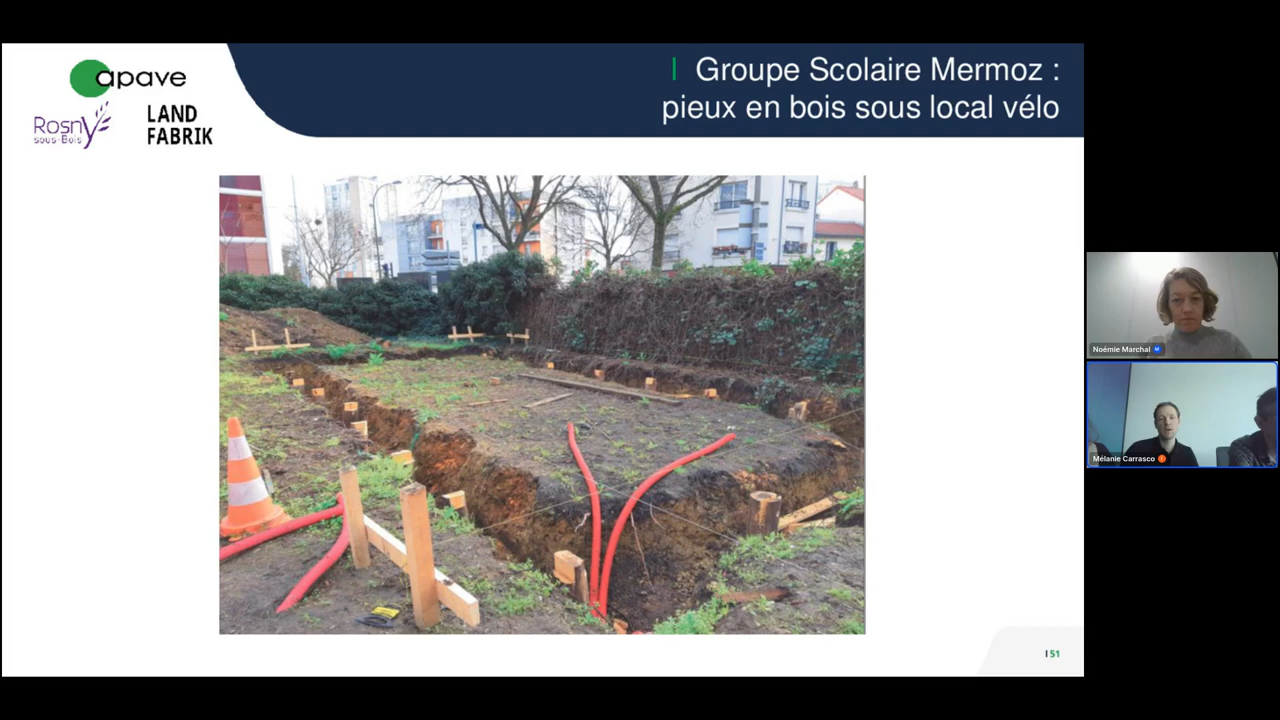 apave
Rosny
sous-Bois
LAND
FABRIK
Groupe Scolaire Mermoz :
pieux en bois sous local vélo
Noémie Marchal M
Mélanie Carrasco
51